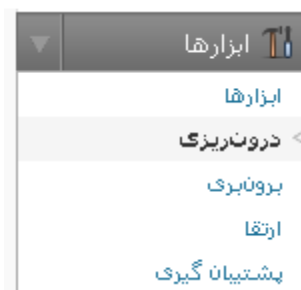 ابزارها
ابزارها
درون‌ریزی
برون‌بری
ارتقا
پشتیبان گیری